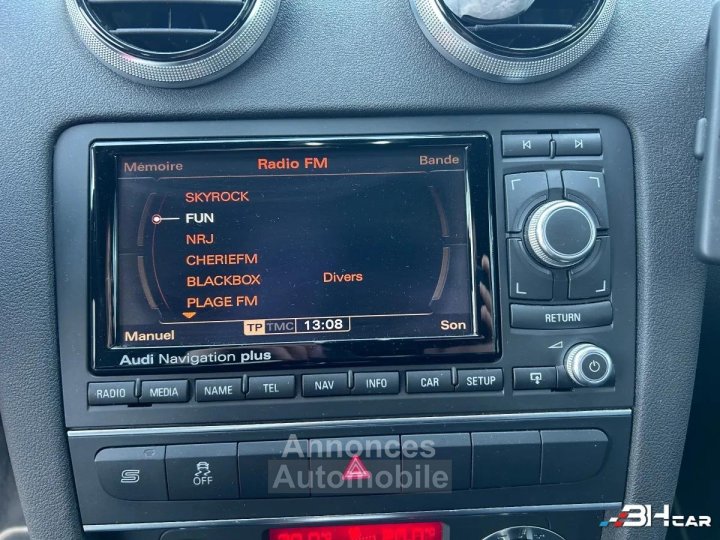 Mémoire Radio FM Bande
SKYROCK
FUN
NRJ
CHERIEFM
BLACKBOX Divers
PLAGE FM
Manuel TP TMC 13:08 Son
Audi Navigation plus
RETURN
RADIO MEDIA NAME TEL NAV INFO CAR SETUP
OFF
Annonces
Automobile
BH CAR